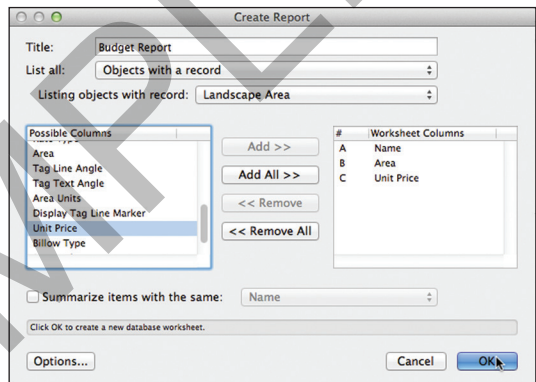 Create Report
Title: Budget Report
List all: Objects with a record
Listing objects with record: Landscape Area
Possible Columns
Area
Tag Line Angle
Tag Text Angle
Area Units
Display Tag Line Marker
Unit Price
Billow Type
Add >>
Add All >>
<< Remove
<< Remove All
# Worksheet Columns
A Name
B Area
C Unit Price
Summarize items with the same: Name
Click OK to create a new database worksheet.
Options... Cancel OK